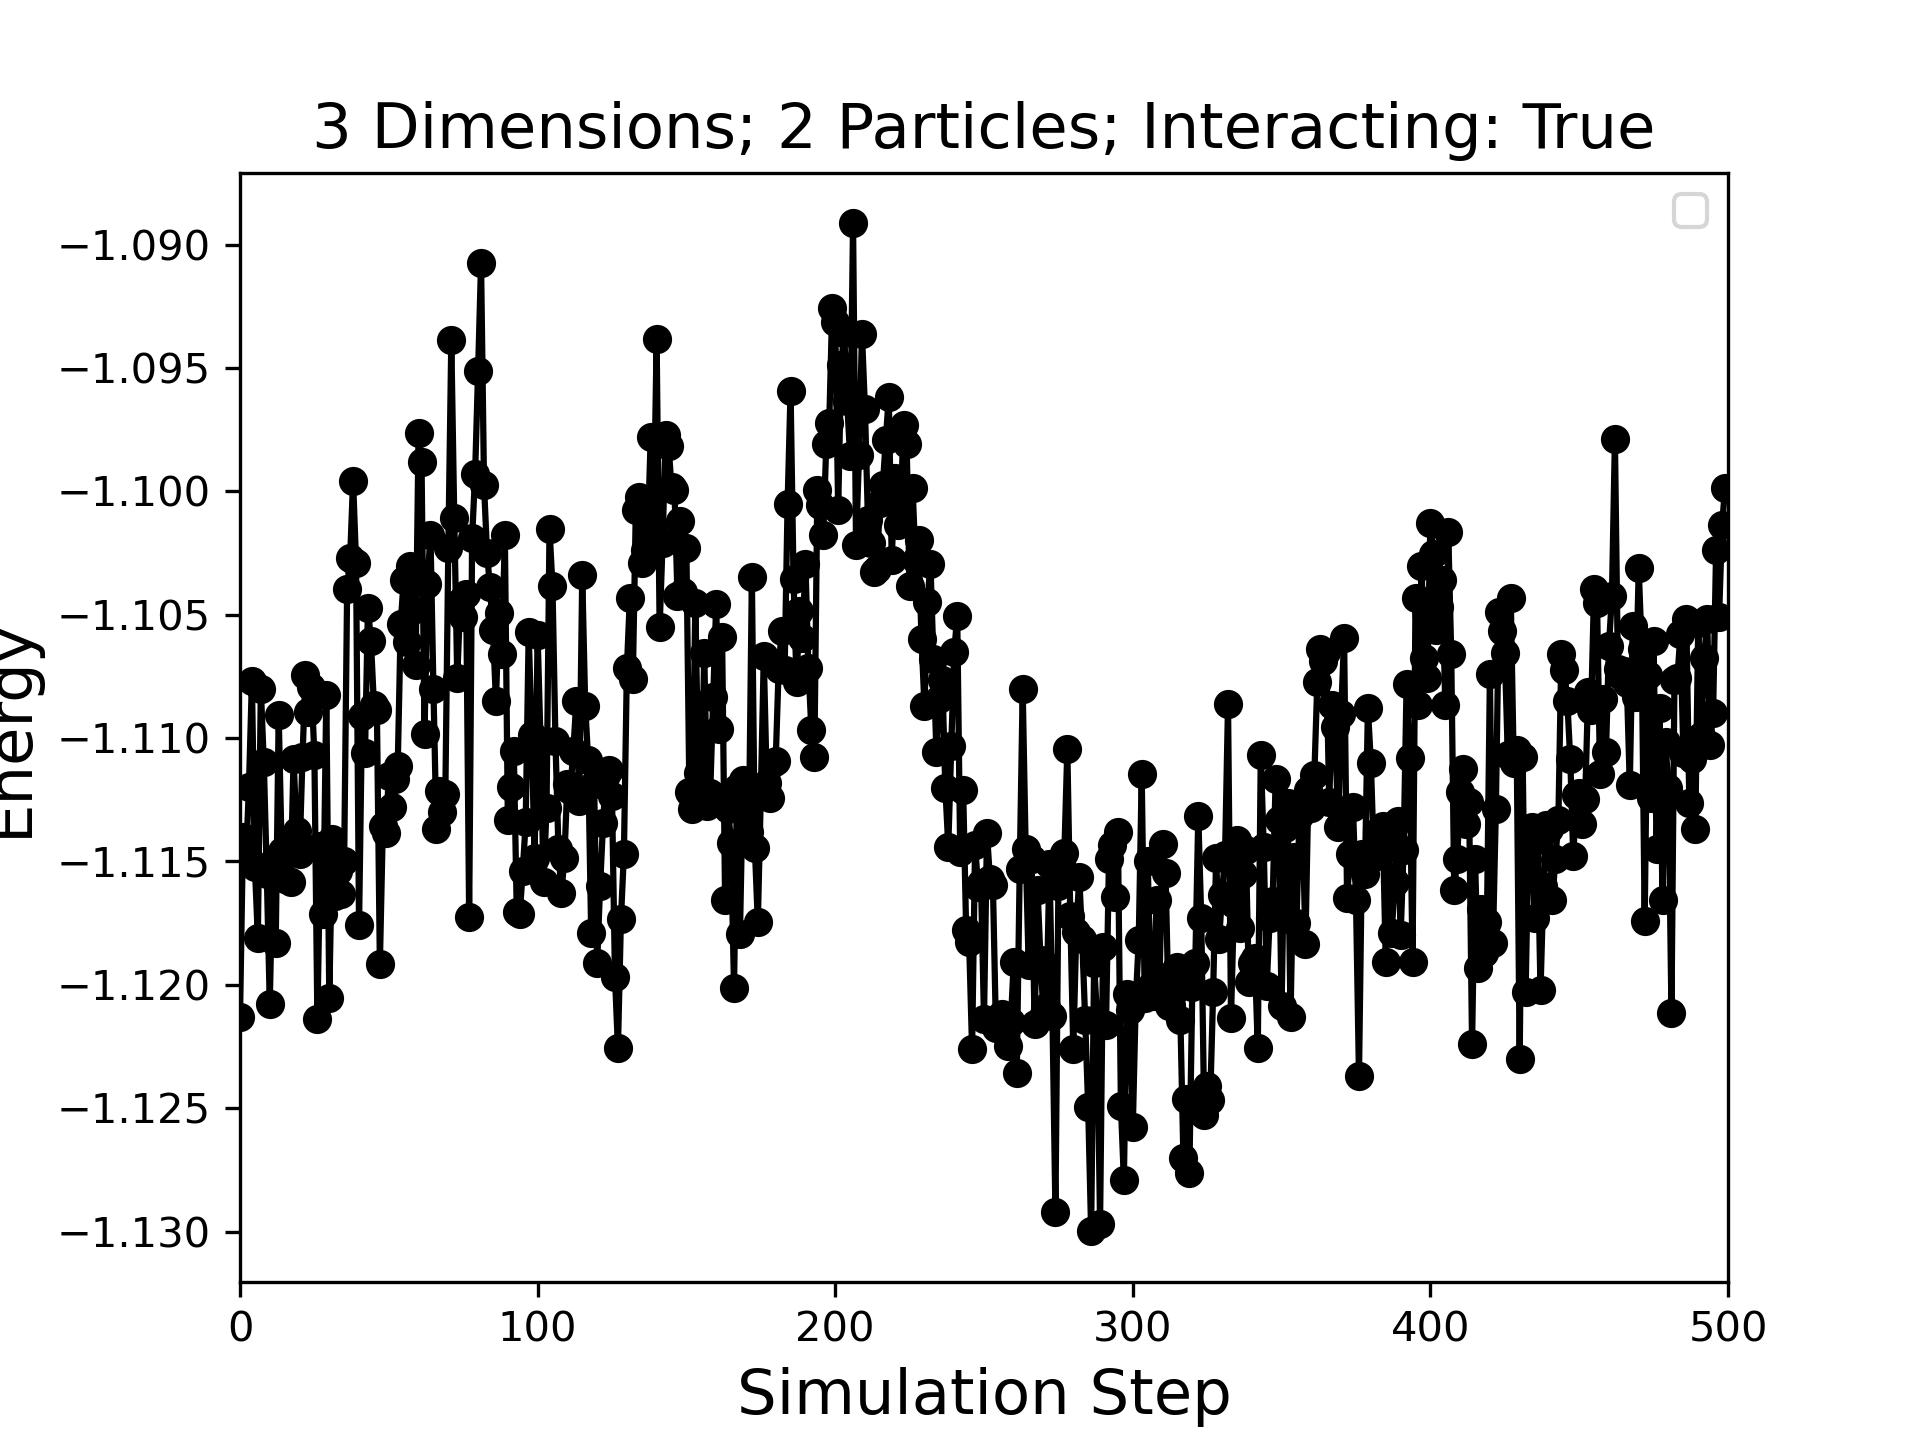 3 Dimensions; 2 Particles; Interacting: True
−1.090
−1.095
−1.100
−1.105
−1.110
−1.115
−1.120
−1.125
−1.130
Energy
0 100 200 300 400 500
Simulation Step